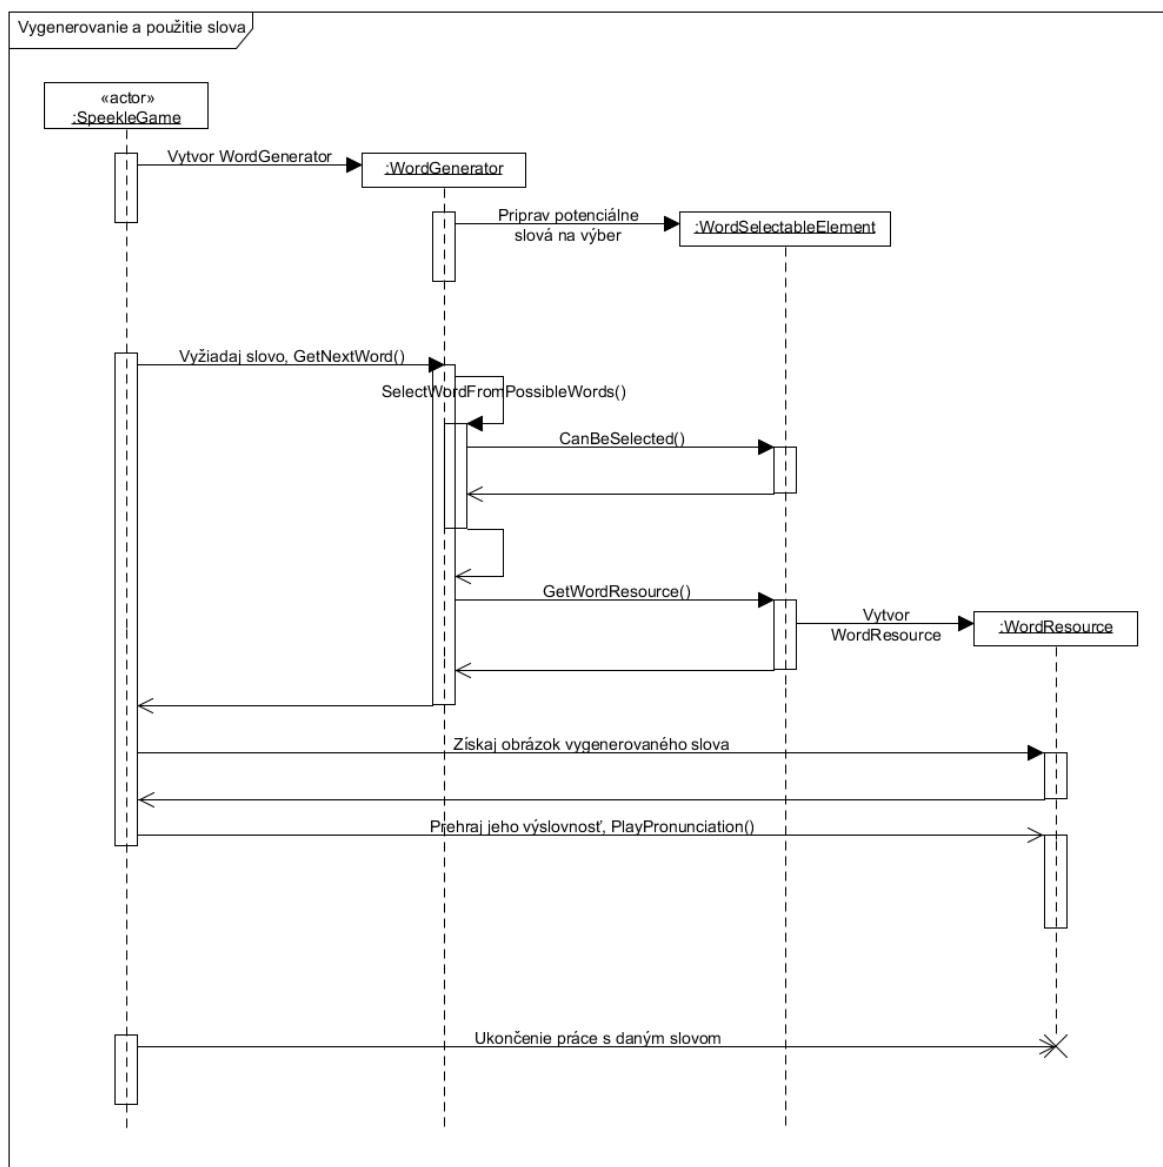 Vygenerovanie a použitie slova
«actor»
:SpeekleGame
Vytvor WordGenerator
:WordGenerator
Priprav potenciálne
slová na výber
:WordSelectableElement
Vyžiadaj slovo, GetNextWord()
SelectWordFromPossibleWords()
CanBeSelected()
GetWordResource()
Vytvor
WordResource
:WordResource
Získaj obrázok vygenerovaného slova
Prehraj jeho výslovnosť, PlayPronunciation()
Ukončenie práce s daným slovom